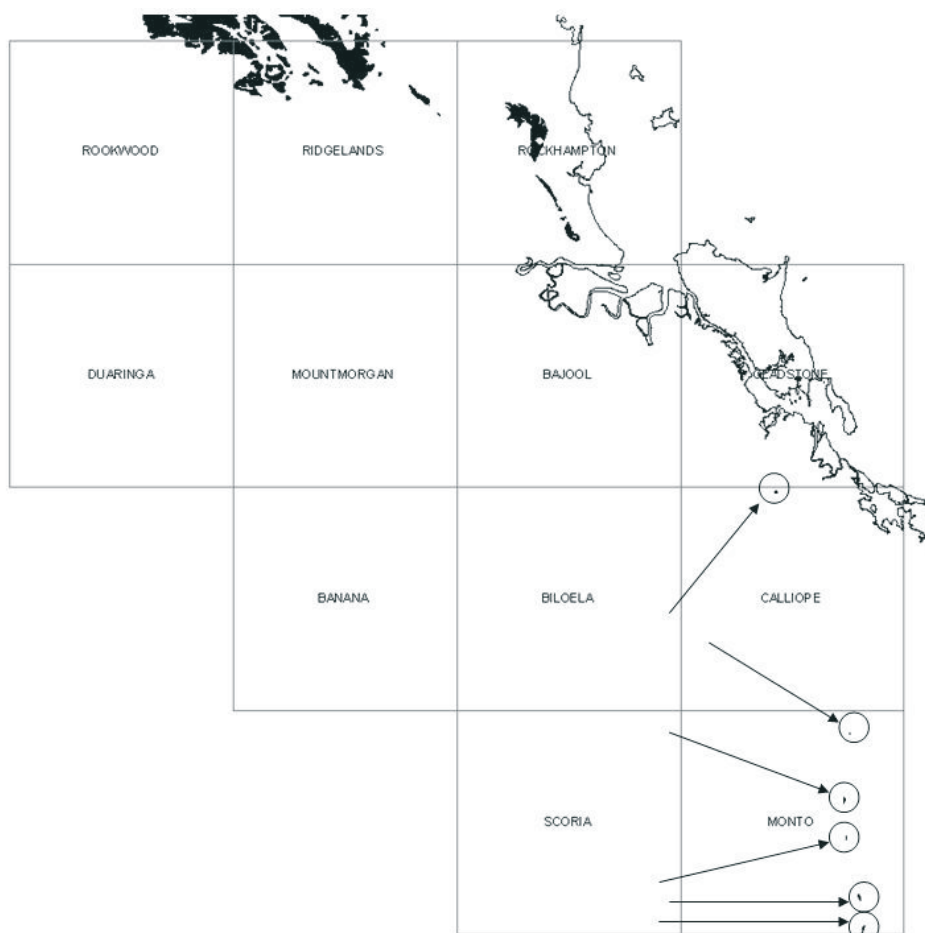 ROOKWOOD
RIDGELANDS
ROCKHAMPTON
DUARINGA
MOUNTMORGAN
BAJOOL
GLADSTONE
BANANA
BILOELA
CALLIOPE
SCORIA
MONTO